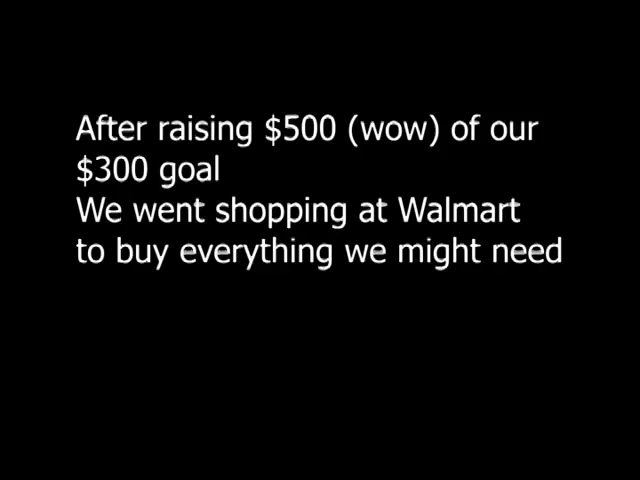 After raising $500 (wow) of our
$300 goal
We went shopping at Walmart
to buy everything we might need